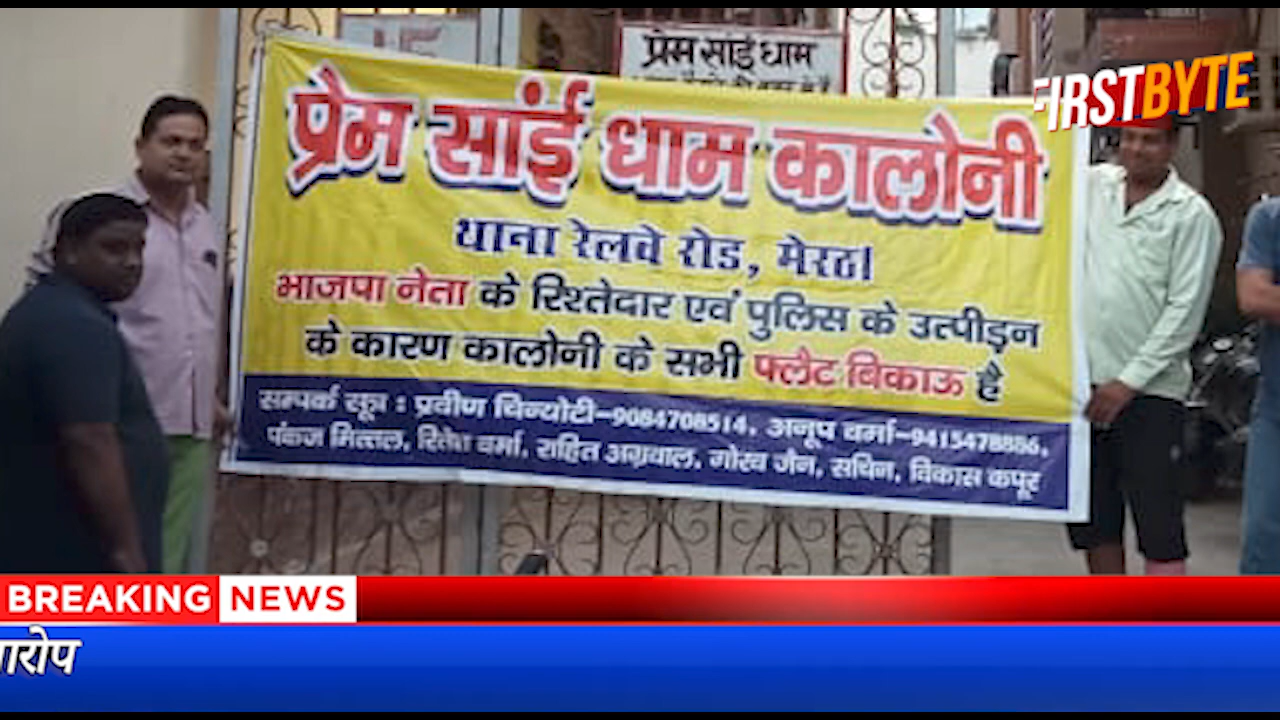 प्रेम सांई धाम
FIRSTBYTE
प्रेम सांई धाम कालोनी
थाना रेलवे रोड, मेरठ।
भाजपा नेता के रिश्तेदार एवं पुलिस के उत्पीड़न
के कारण कालोनी के सभी फ्लैट बिकाऊ है
सम्पर्क सूत्र : प्रवीण चिन्योटी-9084708514, अनूप वर्मा-9415478886,
पंकज मित्तल, रितेश वर्मा, राहित अग्रवाल, गोरव जैन, सचिन, विकास कपूर
BREAKING NEWS